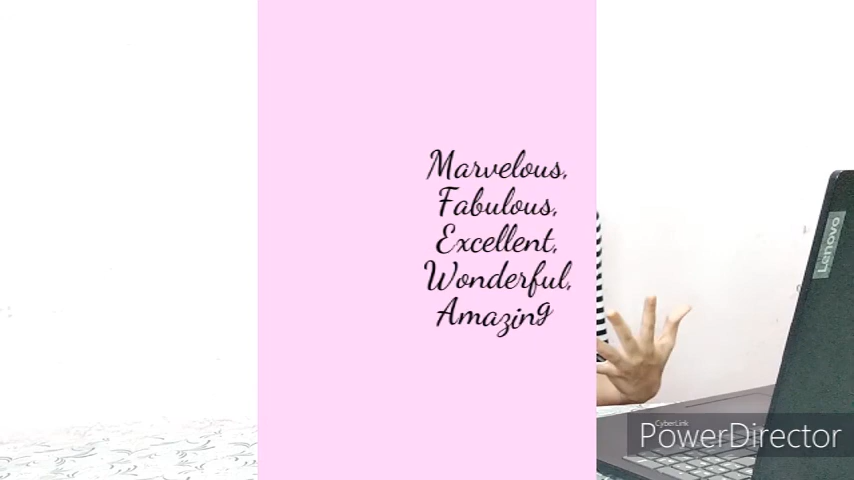 Marvelous,
Fabulous,
Excellent,
Wonderful,
Amazing
Lenovo
CyberLink
PowerDirector